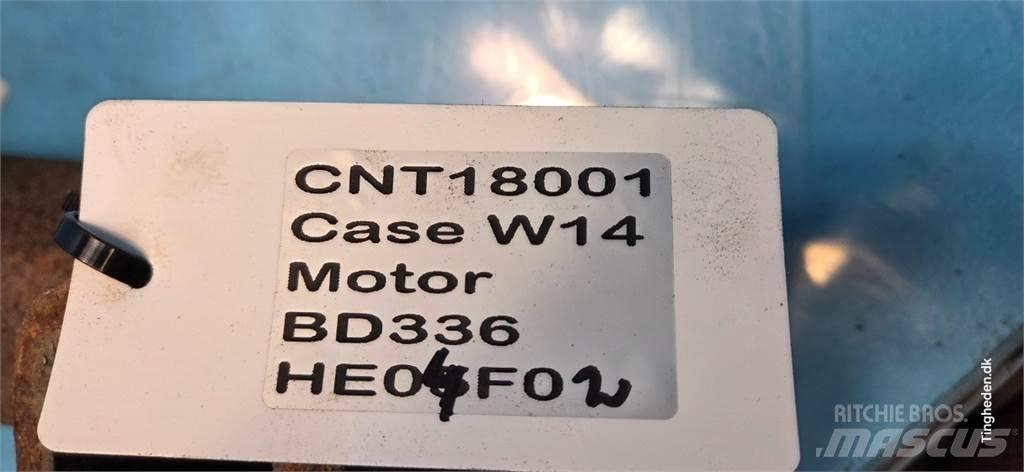 CNT18001
Case W14
Motor
BD336
HE04F02
Tingheden.dk
RITCHIE BROS.
MASCUS